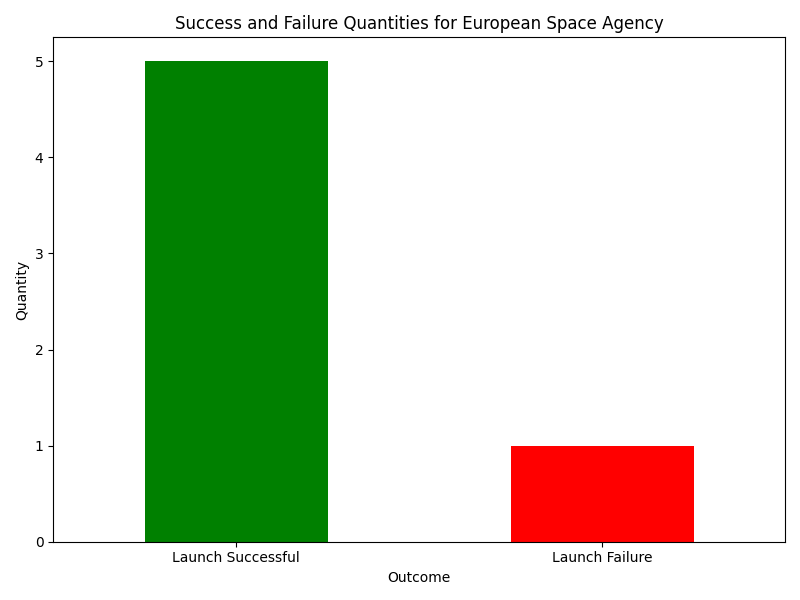 Success and Failure Quantities for European Space Agency
Quantity
5
4
3
2
1
0
Launch Successful
Launch Failure
Outcome